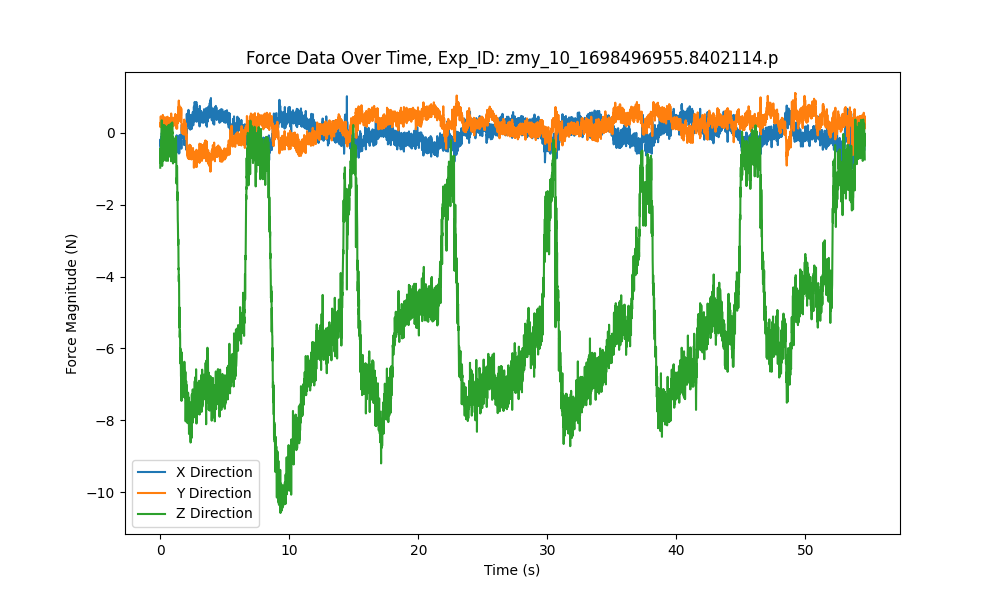 Force Data Over Time, Exp_ID: zmy_10_1698496955.8402114.p
Force Magnitude (N)
0
−2
−4
−6
−8
−10
X Direction
Y Direction
Z Direction
0 10 20 30 40 50
Time (s)